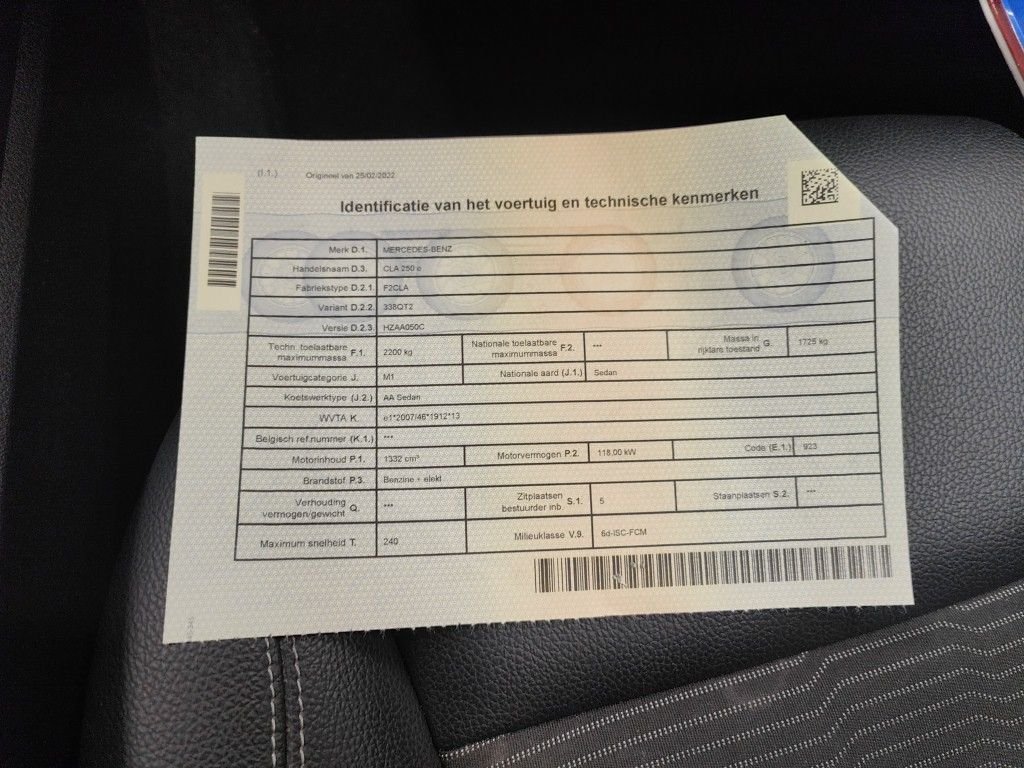 (I.1.) Origineel van 25/02/2022
Identificatie van het voertuig en technische kenmerken
Merk D.1. MERCEDES-BENZ
Handelsnaam D.3. CLA 250 e
Fabriekstype D.2.1. F2CLA
Variant D.2.2. 338QT2
Versie D.2.3. HZAA050C
Techn. toelaatbare maximummassa F.1. 2200 kg Nationale toelaatbare maximummassa F.2. --- Massa in rijklare toestand G. 1725 kg
Voertuigcategorie J. M1 Nationale aard (J.1.) Sedan
Koetswerktype (J.2.) AA Sedan
WVTA K. e1*2007/46*1912*13
Belgisch ref.nummer (K.1.) ---
Motorinhoud P.1. 1332 cm³ Motorvermogen P.2. 118,00 kW Code (E.1.) 923
Brandstof P.3. Benzine + elekt
Verhouding vermogen/gewicht Q. --- Zitplaatsen bestuurder inb. S.1. 5 Staanplaatsen S.2. ---
Maximum snelheid T. 240 Milieuklasse V.9. 6d-ISC-FCM